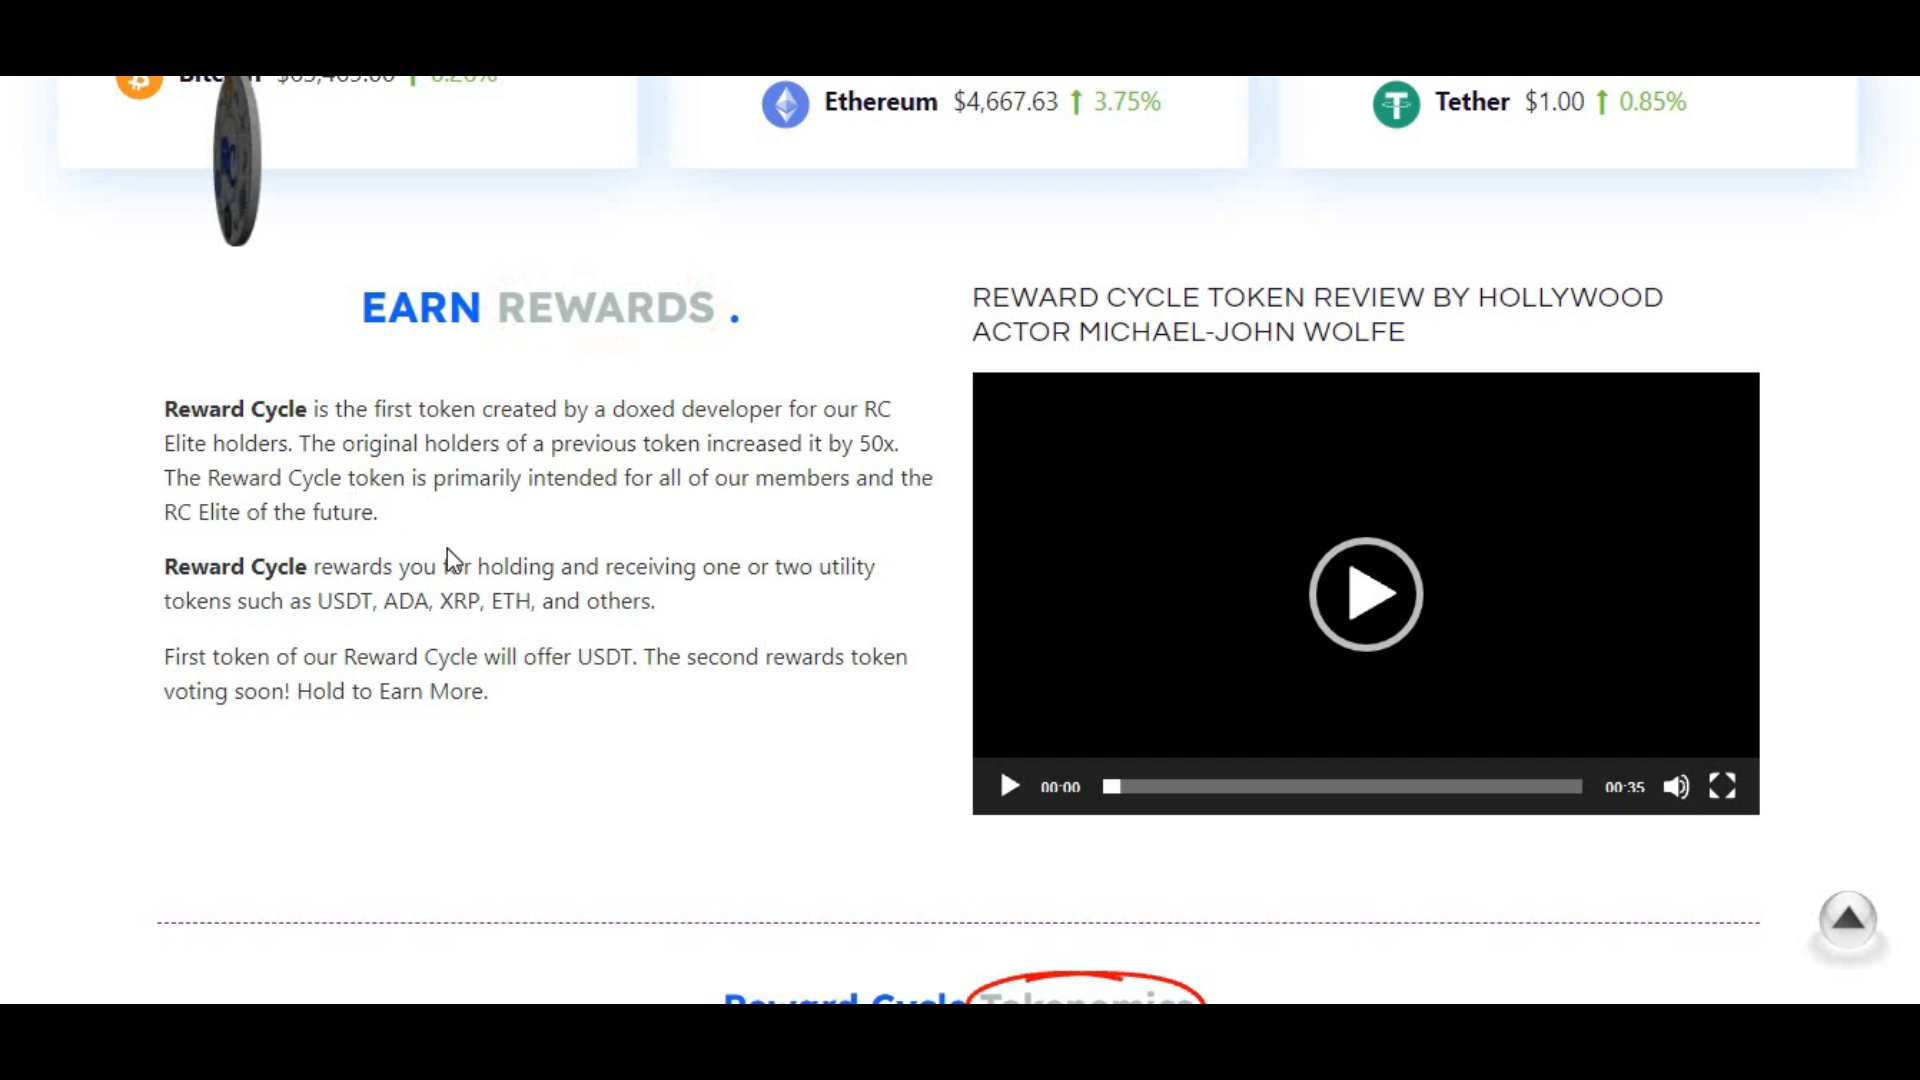 Bitcoin
Ethereum $4,667.63 ↑ 3.75%
Tether $1.00 ↑ 0.85%
EARN REWARDS .
Reward Cycle is the first token created by a doxed developer for our RC
Elite holders. The original holders of a previous token increased it by 50x.
The Reward Cycle token is primarily intended for all of our members and the
RC Elite of the future.
Reward Cycle rewards you for holding and receiving one or two utility
tokens such as USDT, ADA, XRP, ETH, and others.
First token of our Reward Cycle will offer USDT. The second rewards token
voting soon! Hold to Earn More.
REWARD CYCLE TOKEN REVIEW BY HOLLYWOOD
ACTOR MICHAEL-JOHN WOLFE
00:00 00:35
Reward Cycle Tokenomics